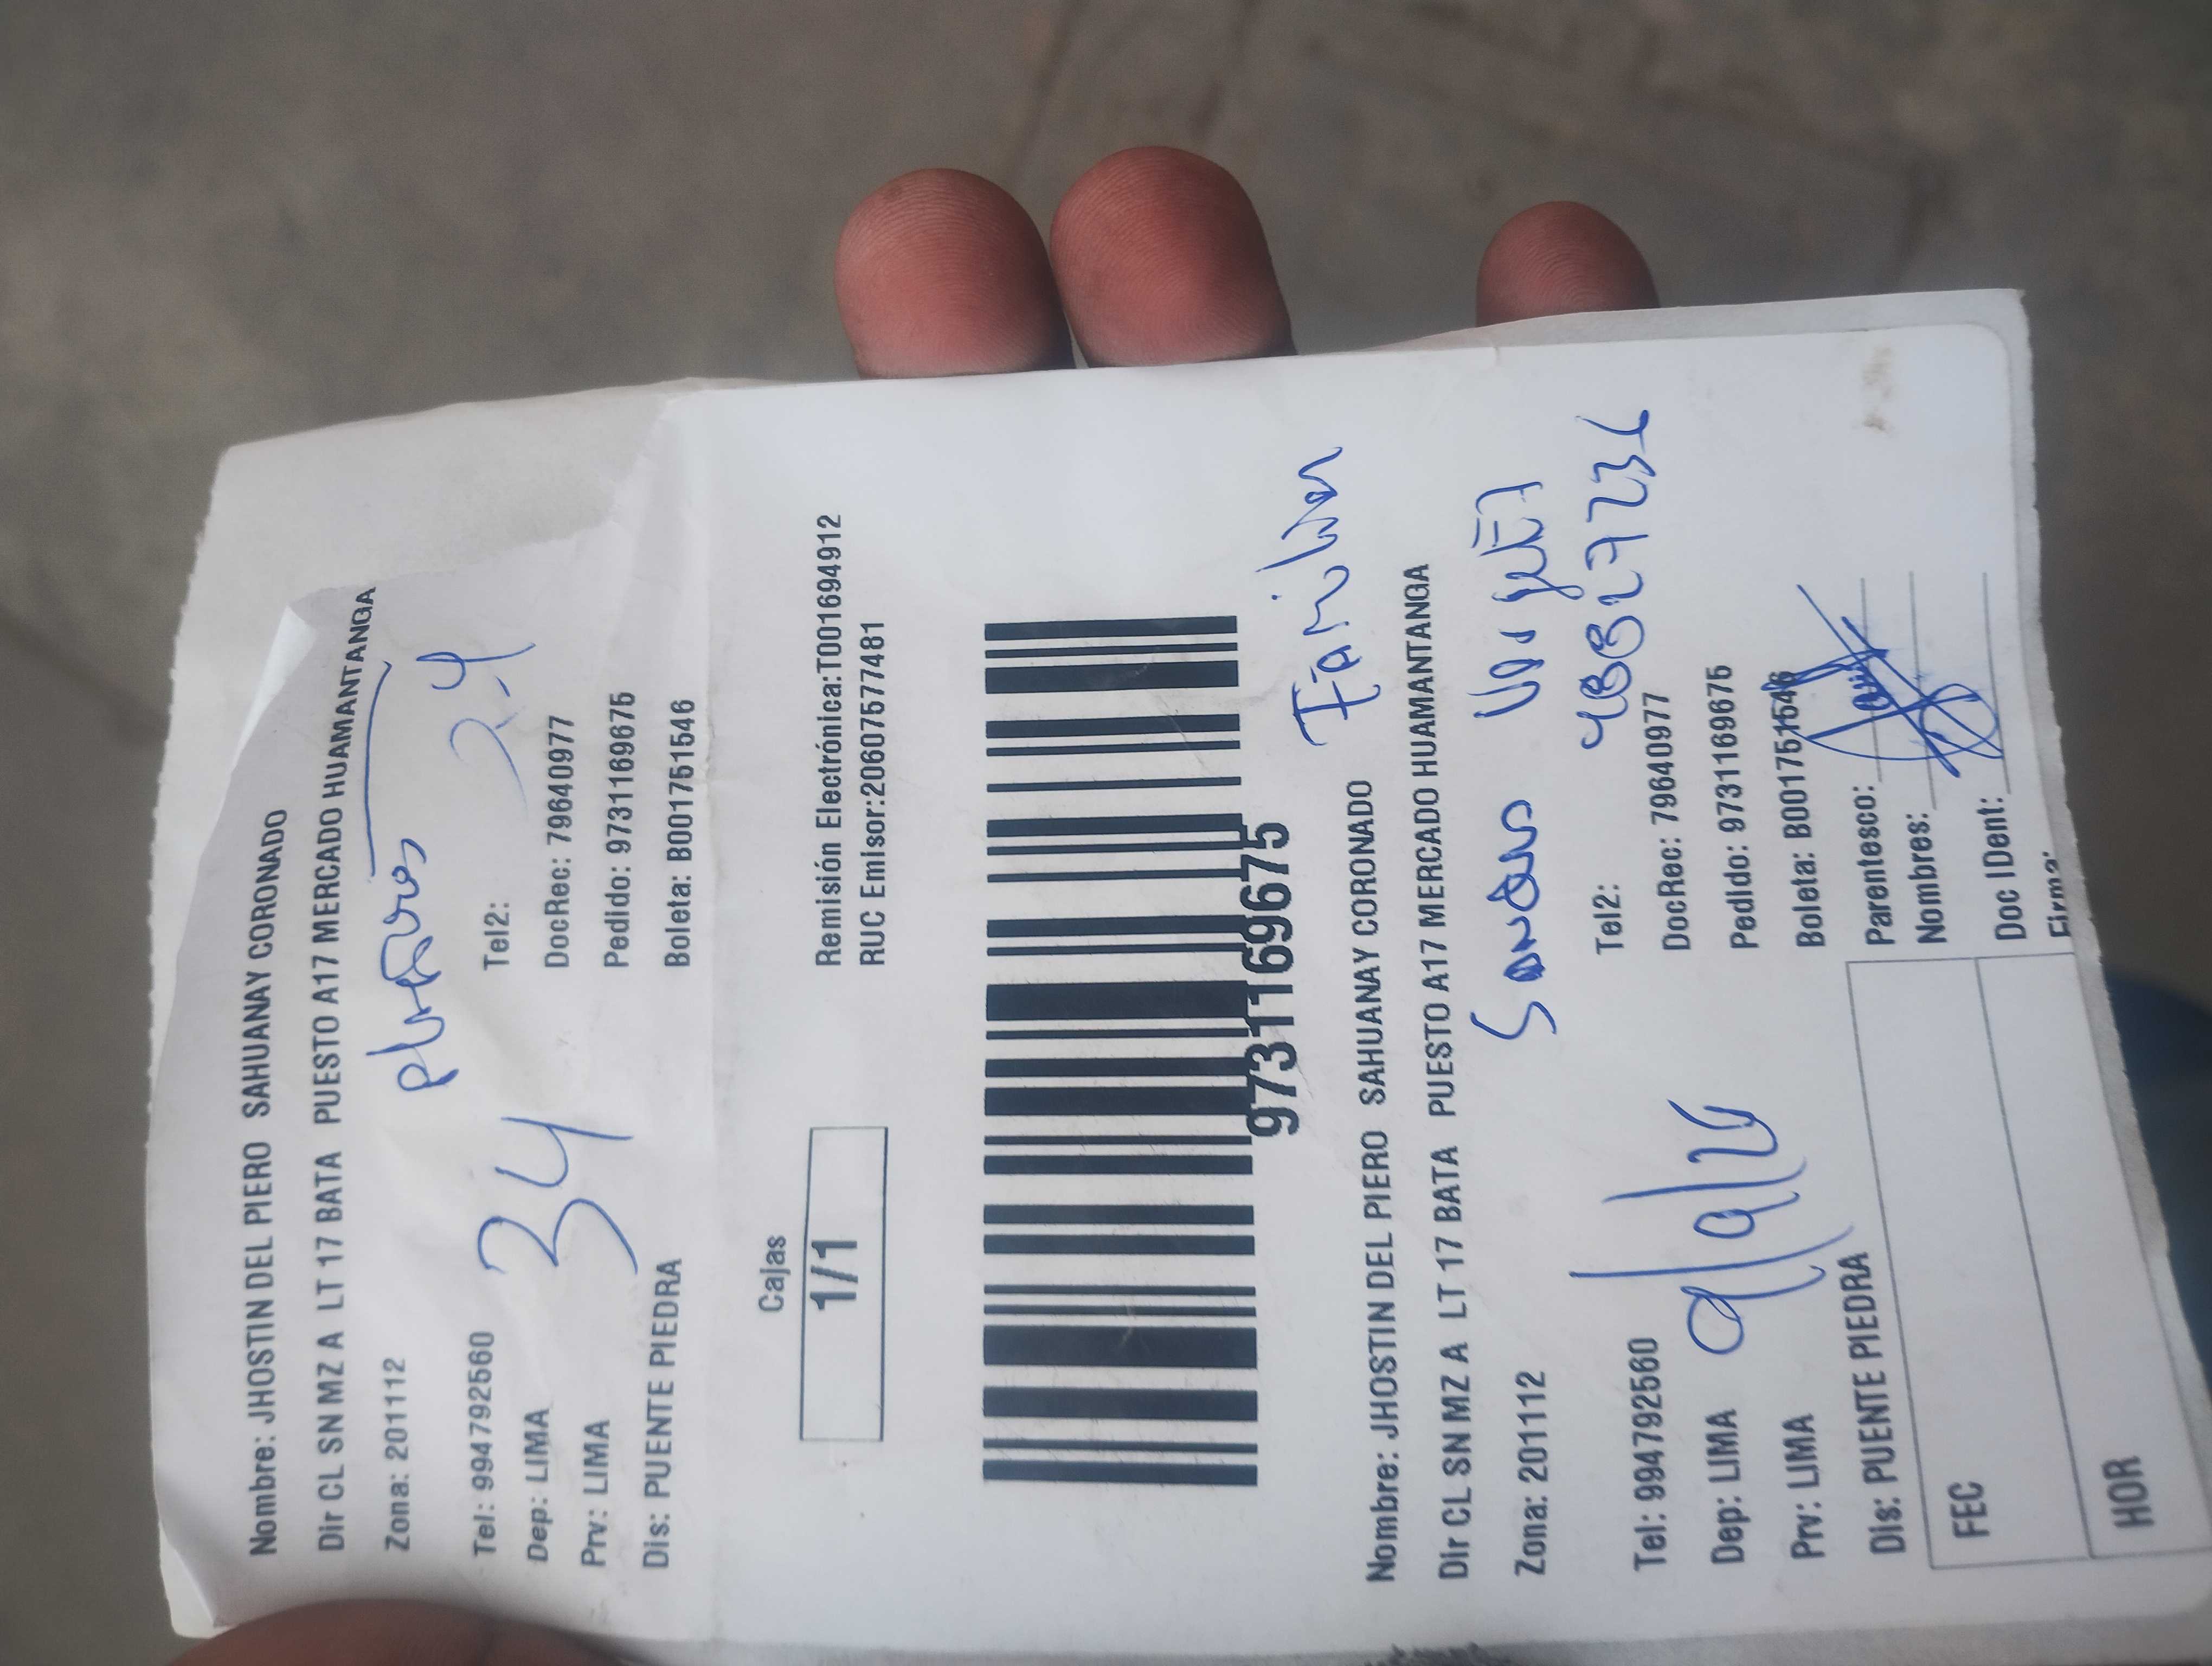 Nombre: JHOSTIN DEL PIERO SAHUANAY CORONADO
Dir CL SN MZ A LT 17 BATA PUESTO A17 MERCADO HUAMANTANGA
Zona: 201112
34
24
Tel: 994792560 Tel2:
Dep: LIMA DocRec: 79640977
Prv: LIMA Pedido: 9731169675
Dis: PUENTE PIEDRA Boleta: B001751546
Cajas
1/1
Remisión Electrónica:T001694912
RUC Emisor:20607577481
9731169675
Familiar
Nombre: JHOSTIN DEL PIERO SAHUANAY CORONADO
Dir CL SN MZ A LT 17 BATA PUESTO A17 MERCADO HUAMANTANGA
Zona: 201112
Tel: 994792560 Tel2:
Dep: LIMA DocRec: 79640977
Prv: LIMA Pedido: 9731169675
Dis: PUENTE PIEDRA Boleta: B001751546
Parentesco:
Nombres:
Doc IDent:
Firma:
FEC
HOR